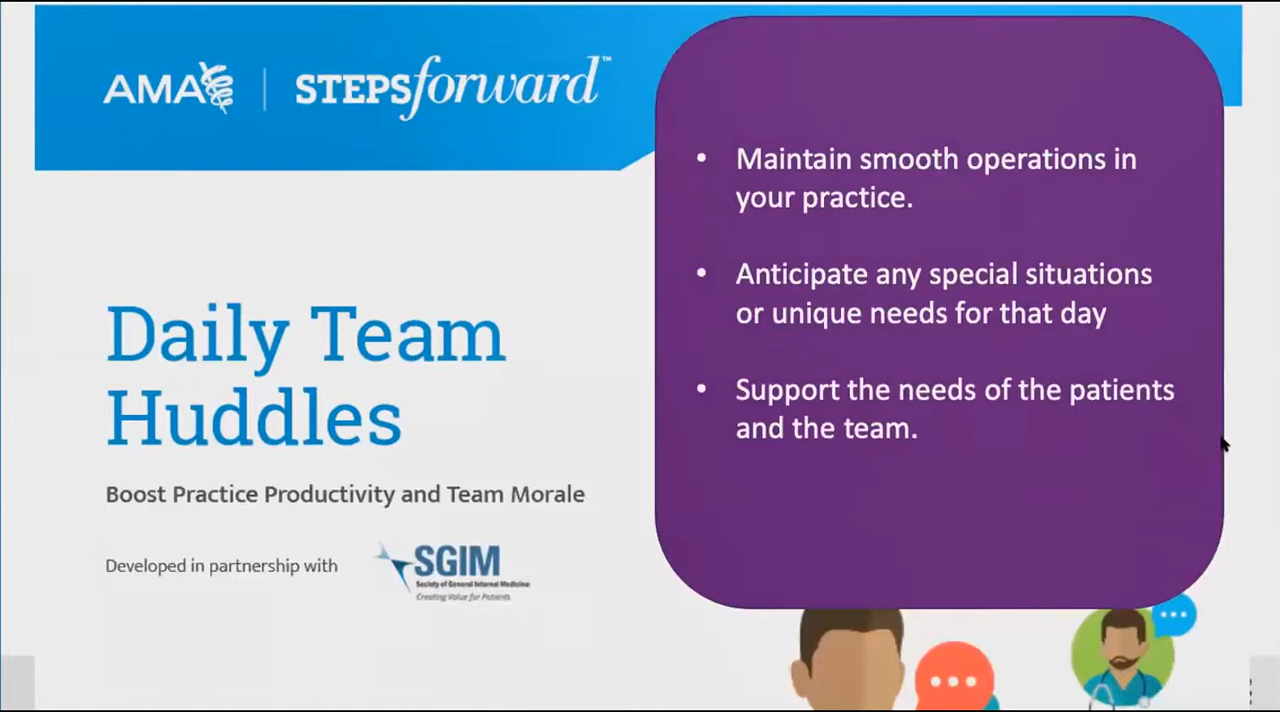 AMA | STEPSforward™
Daily Team
Huddles
Boost Practice Productivity and Team Morale
Developed in partnership with
SGIM
Society of General Internal Medicine
Creating Value for Patients
• Maintain smooth operations in
your practice.
• Anticipate any special situations
or unique needs for that day
• Support the needs of the patients
and the team.